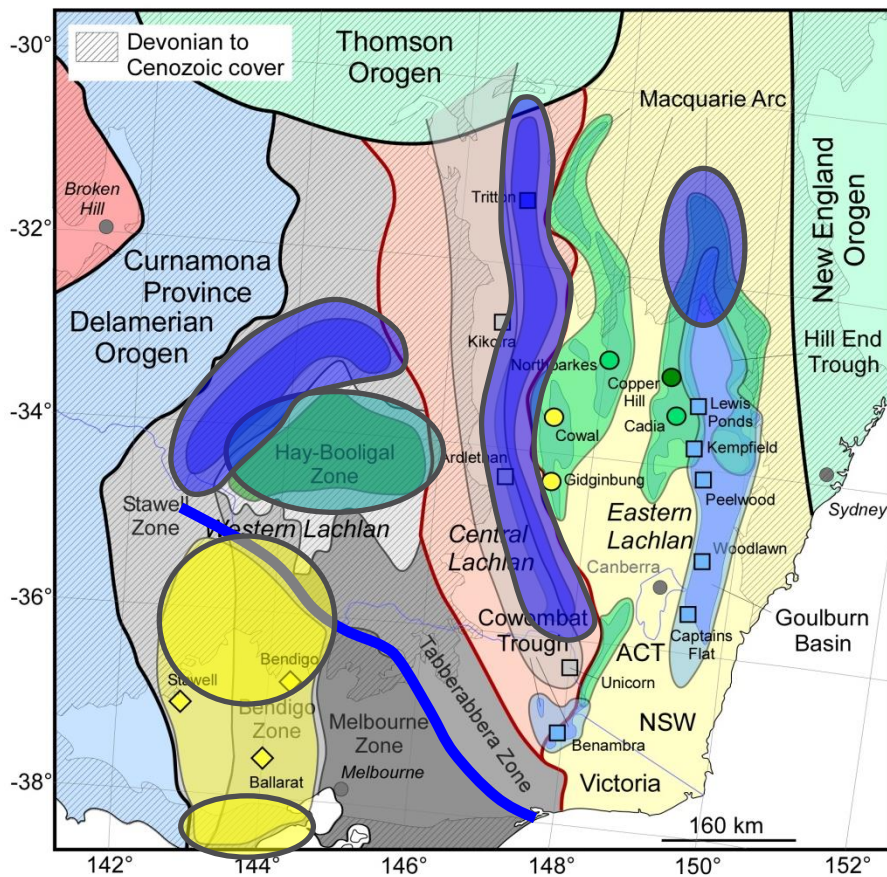 -30°
-32°
-34°
-36°
-38°
Devonian to
Cenozoic cover
Thomson
Orogen
Macquarie Arc
Broken
Hill
Tritton
New England
Orogen
Curnamona
Province
Delamerian
Orogen
Kikoira
Northparkes
Copper
Hill
Hill End
Trough
Lewis
Ponds
Cadia
Cowal
Kempfield
Hay-Booligal
Zone
Ardlethan
Gidginbung
Peelwood
Sydney
Stawell
Zone
Western Lachlan
Central
Lachlan
Eastern
Lachlan
Woodlawn
Canberra
Cowombat
Trough
Captains
Flat
Goulburn
Basin
ACT
Unicorn
Stawell
Bendigo
Bendigo
Zone
Tabberabbera Zone
NSW
Melbourne
Zone
Benambra
Ballarat
Melbourne
Victoria
160 km
142°
144°
146°
148°
150°
152°